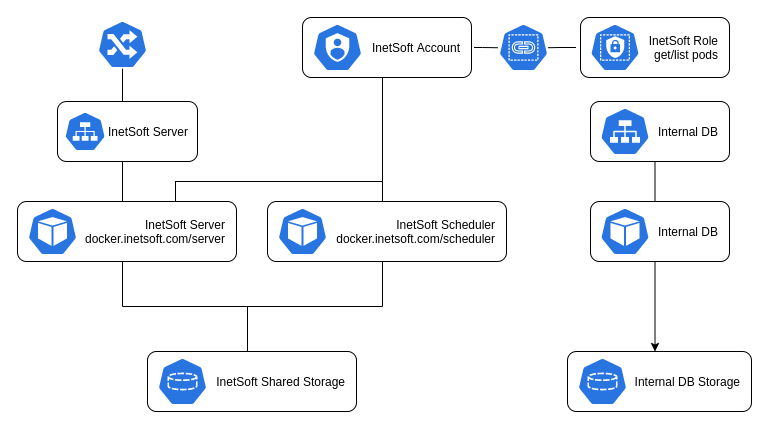 InetSoft Account
InetSoft Role
get/list pods
InetSoft Server
Internal DB
InetSoft Server
docker.inetsoft.com/server
InetSoft Scheduler
docker.inetsoft.com/scheduler
Internal DB
InetSoft Shared Storage
Internal DB Storage